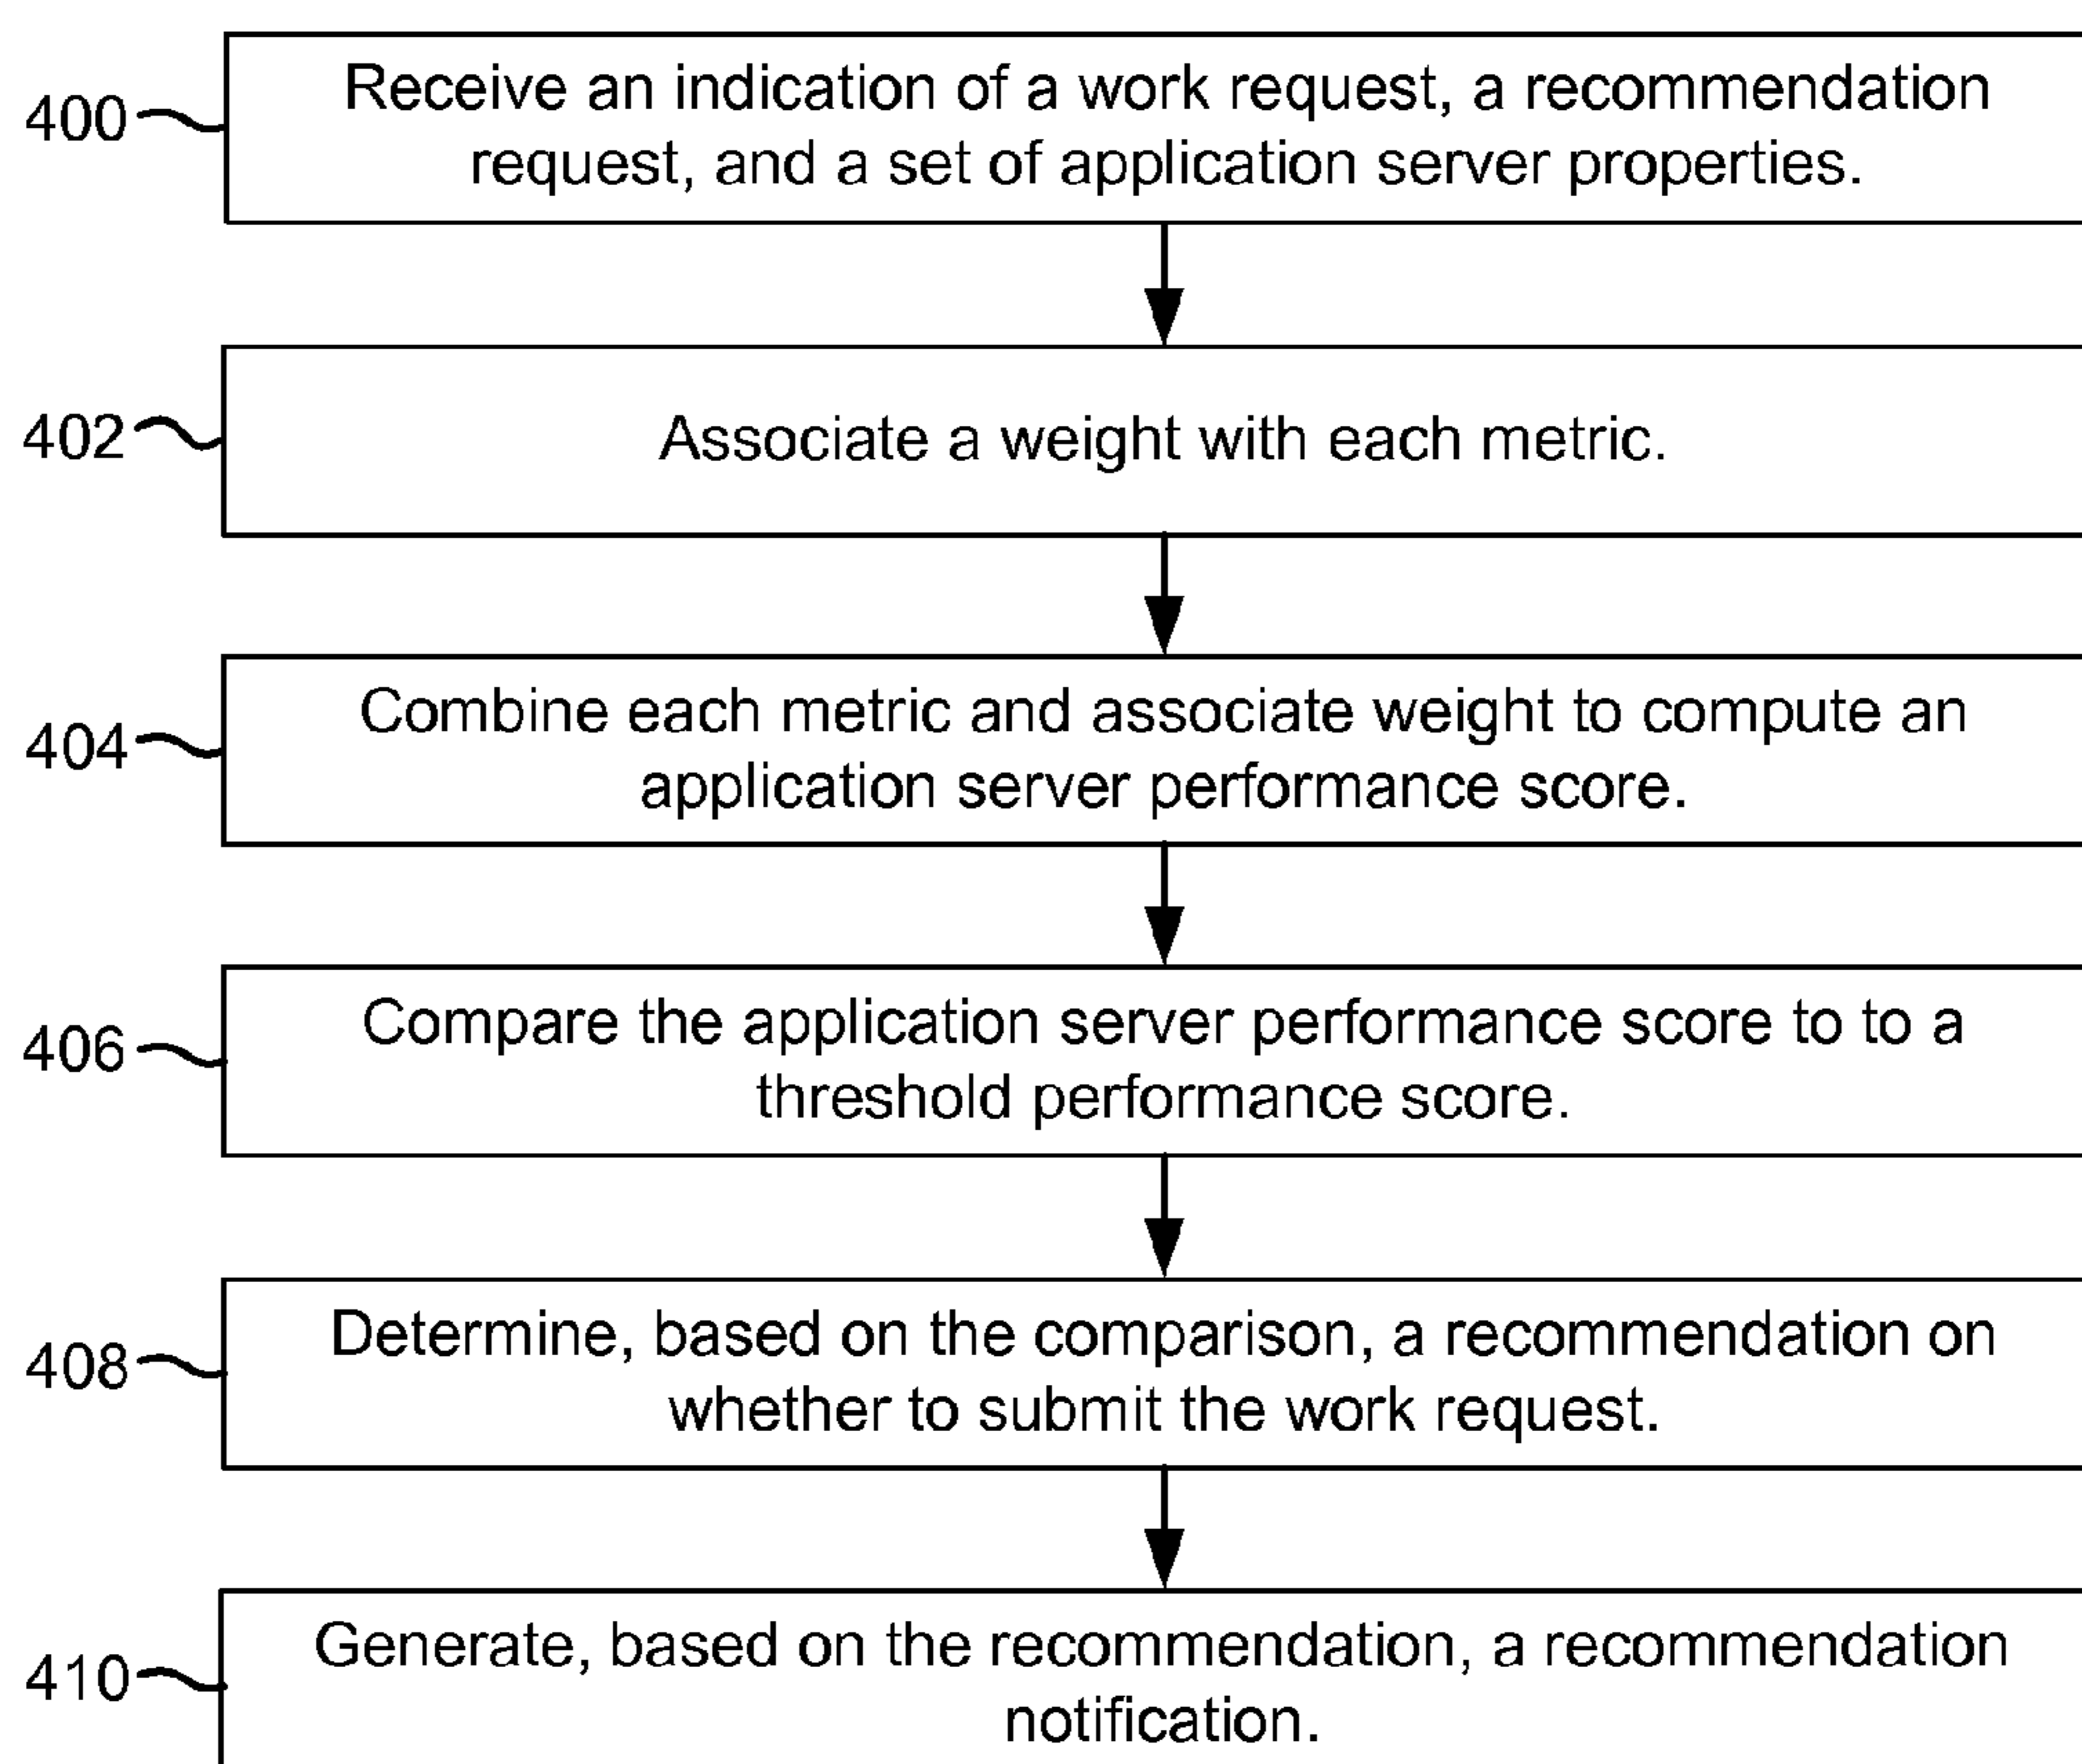 400
Receive an indication of a work request, a recommendation
request, and a set of application server properties.
402
Associate a weight with each metric.
404
Combine each metric and associate weight to compute an
application server performance score.
406
Compare the application server performance score to to a
threshold performance score.
408
Determine, based on the comparison, a recommendation on
whether to submit the work request.
410
Generate, based on the recommendation, a recommendation
notification.